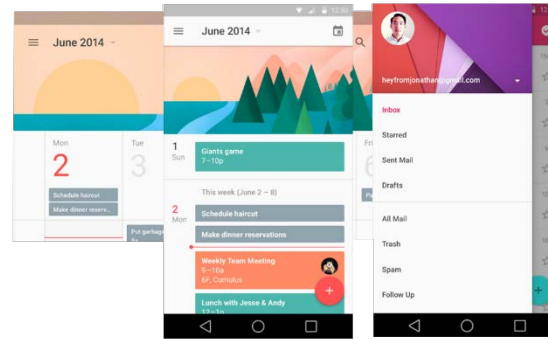 June 2014
Mon
2
Schedule haircut
Make dinner reserv...
Tue
3
Put garbage
12:30
June 2014
1
Sun
Giants game
7–10p
This week (June 2 – 8)
2
Mon
Schedule haircut
Make dinner reservations
Weekly Team Meeting
9–10a
6F, Cumulus
Lunch with Jesse & Andy
12–1p
+
Fri
6
heyfromjonathan@gmail.com
Inbox
Starred
Sent Mail
Drafts
All Mail
Trash
Spam
Follow Up
+